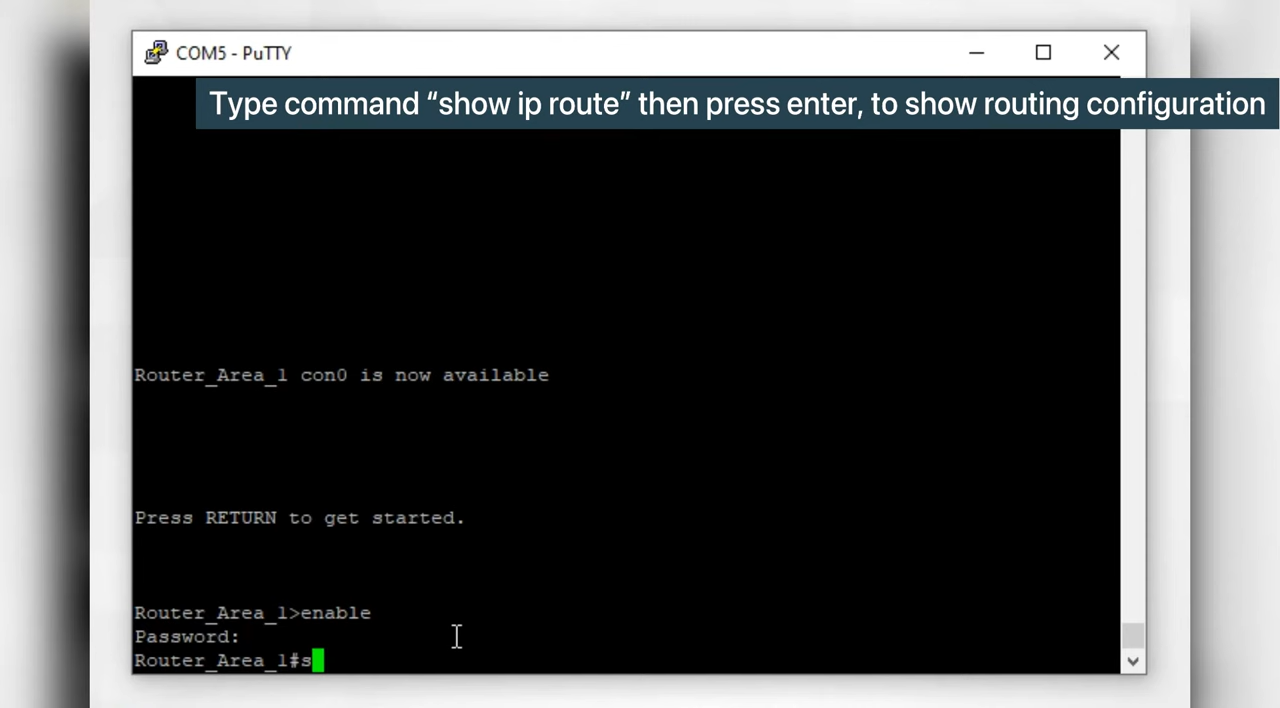 COM5 - PuTTY
Type command “show ip route” then press enter, to show routing configuration
Router_Area_1 con0 is now available
Press RETURN to get started.
Router_Area_1>enable
Password:
Router_Area_1#s